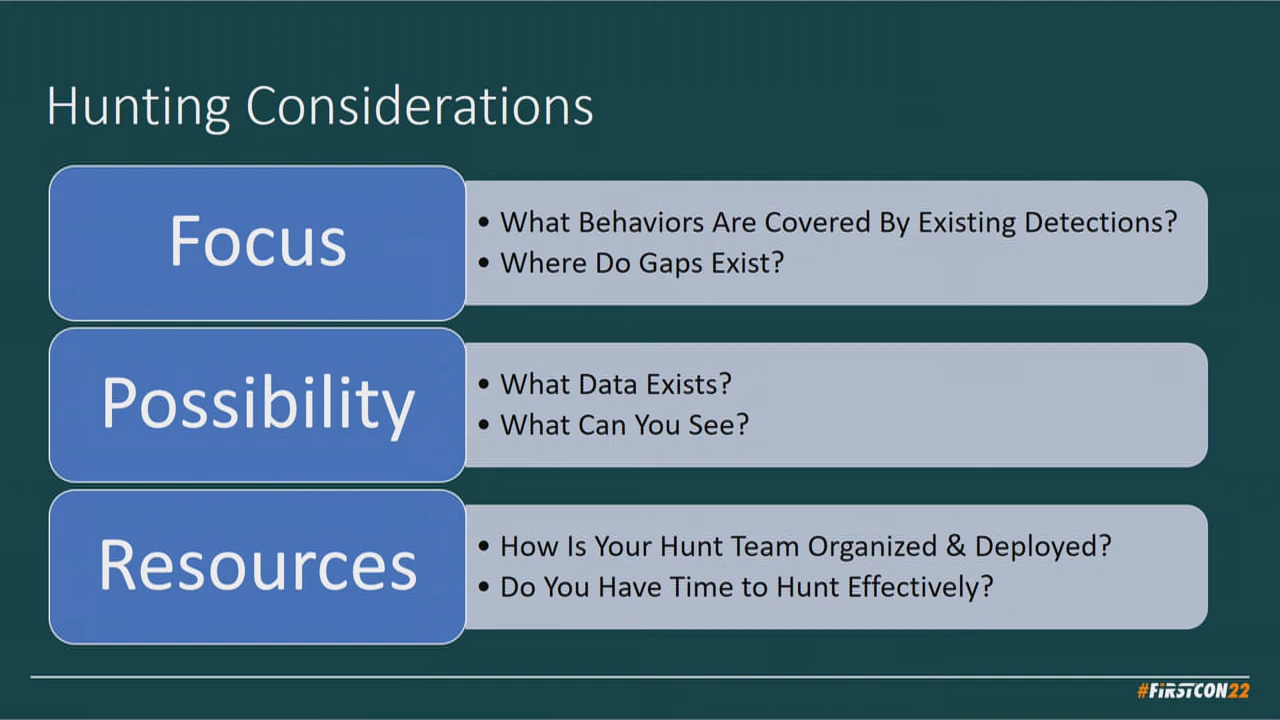 Hunting Considerations
Focus
• What Behaviors Are Covered By Existing Detections?
• Where Do Gaps Exist?
Possibility
• What Data Exists?
• What Can You See?
Resources
• How Is Your Hunt Team Organized & Deployed?
• Do You Have Time to Hunt Effectively?
#FiRSTCON22